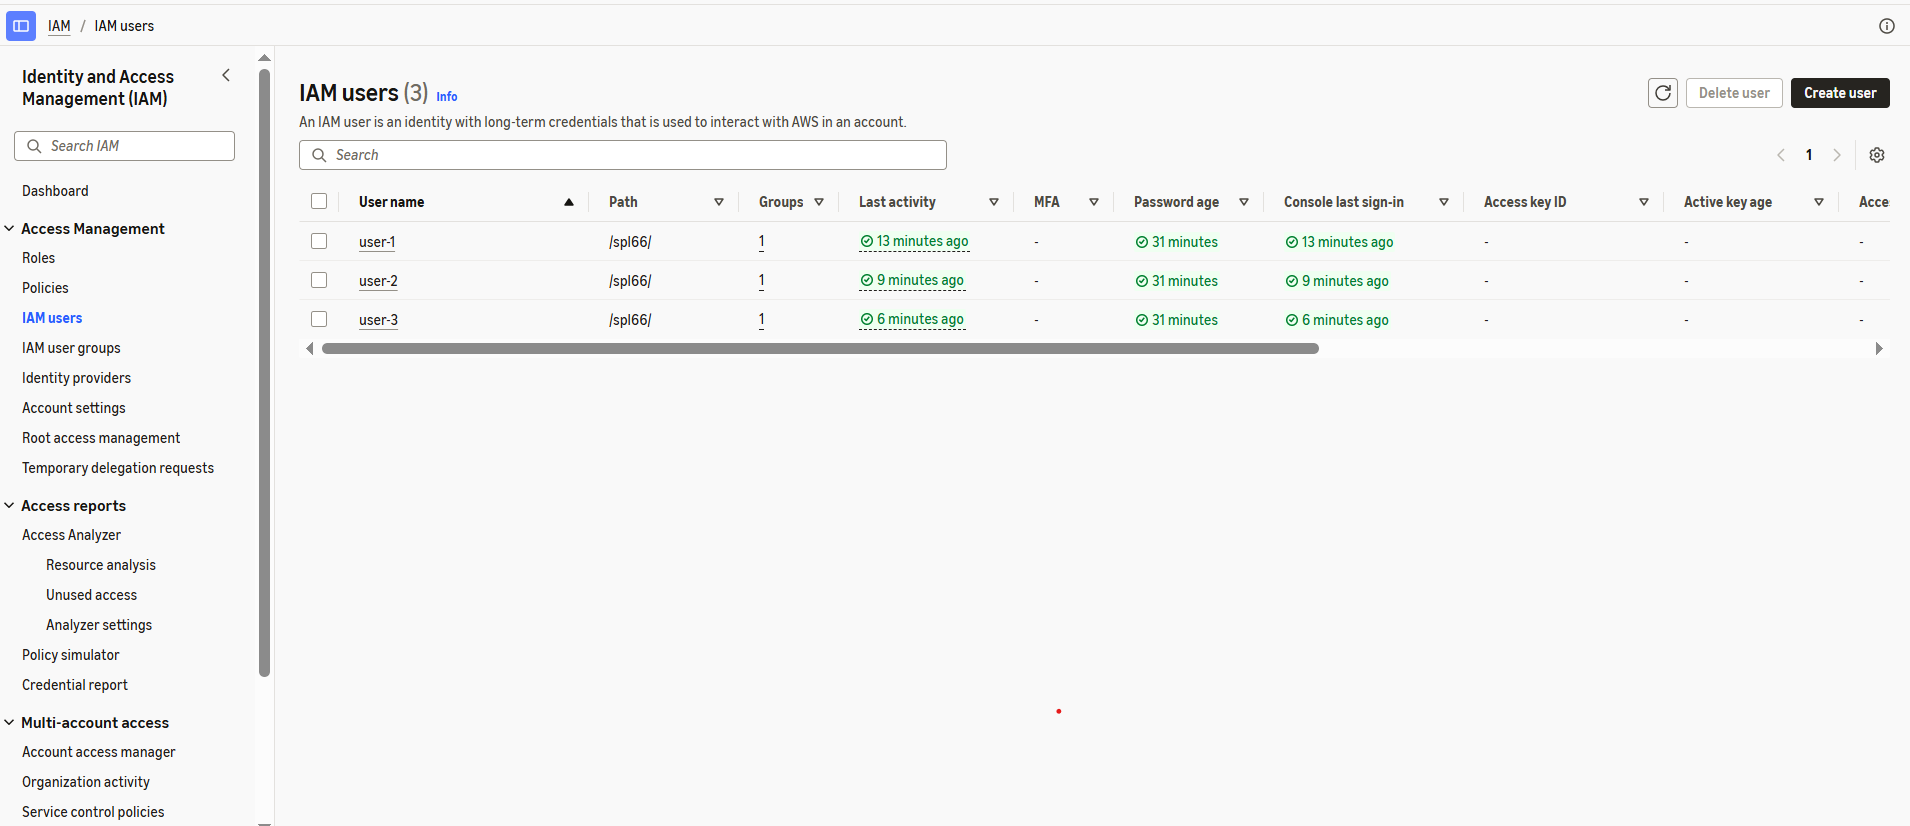 IAM / IAM users
Identity and Access
Management (IAM)
Search IAM
Dashboard
Access Management
Roles
Policies
IAM users
IAM user groups
Identity providers
Account settings
Root access management
Temporary delegation requests
Access reports
Access Analyzer
Resource analysis
Unused access
Analyzer settings
Policy simulator
Credential report
Multi-account access
Account access manager
Organization activity
Service control policies
IAM users (3) Info
Delete user
Create user
An IAM user is an identity with long-term credentials that is used to interact with AWS in an account.
Search
1
User name Path Groups Last activity MFA Password age Console last sign-in Access key ID Active key age Acce
user-1 /spl66/ 1 13 minutes ago - 31 minutes 13 minutes ago - - -
user-2 /spl66/ 1 9 minutes ago - 31 minutes 9 minutes ago - - -
user-3 /spl66/ 1 6 minutes ago - 31 minutes 6 minutes ago - - -